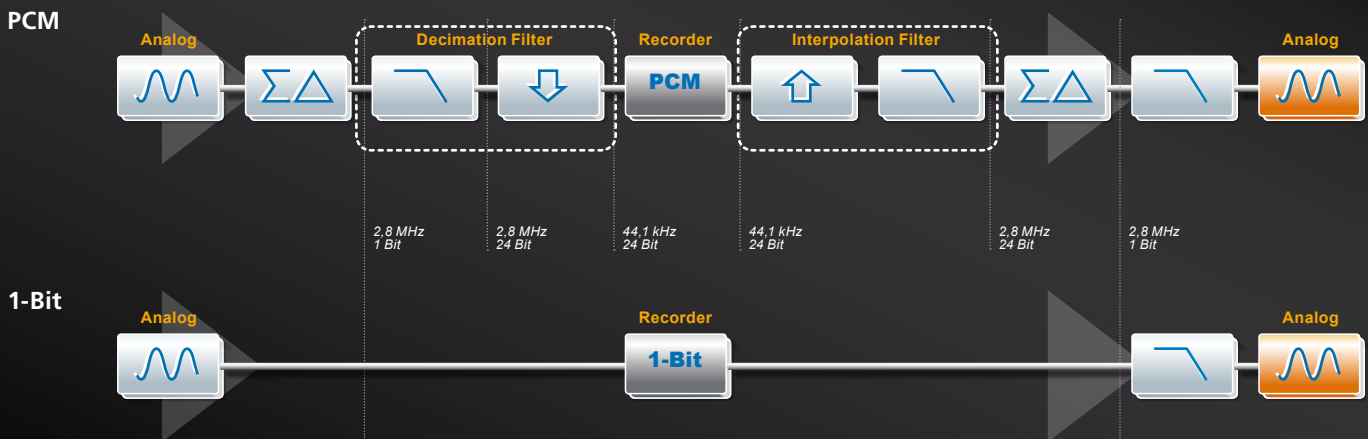 PCM
Analog
Decimation Filter
Recorder
Interpolation Filter
Analog
ΣΔ
PCM
ΣΔ
2,8 MHz
1 Bit
2,8 MHz
24 Bit
44,1 kHz
24 Bit
44,1 kHz
24 Bit
2,8 MHz
24 Bit
2,8 MHz
1 Bit
1-Bit
Analog
Recorder
Analog
1-Bit